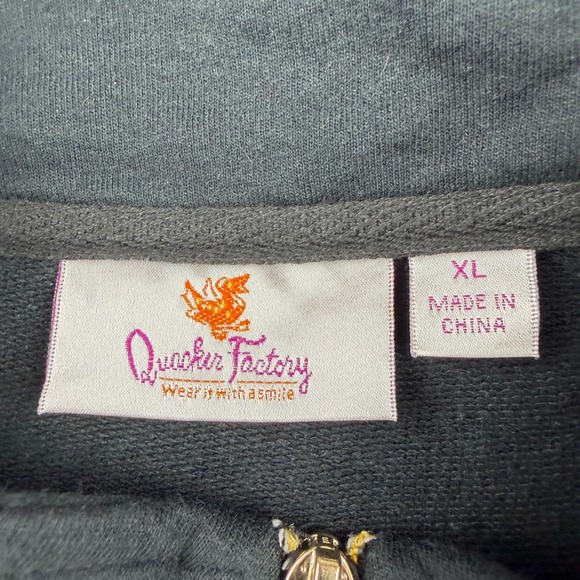 Quacker Factory
Wear it with a smile
XL
MADE IN
CHINA